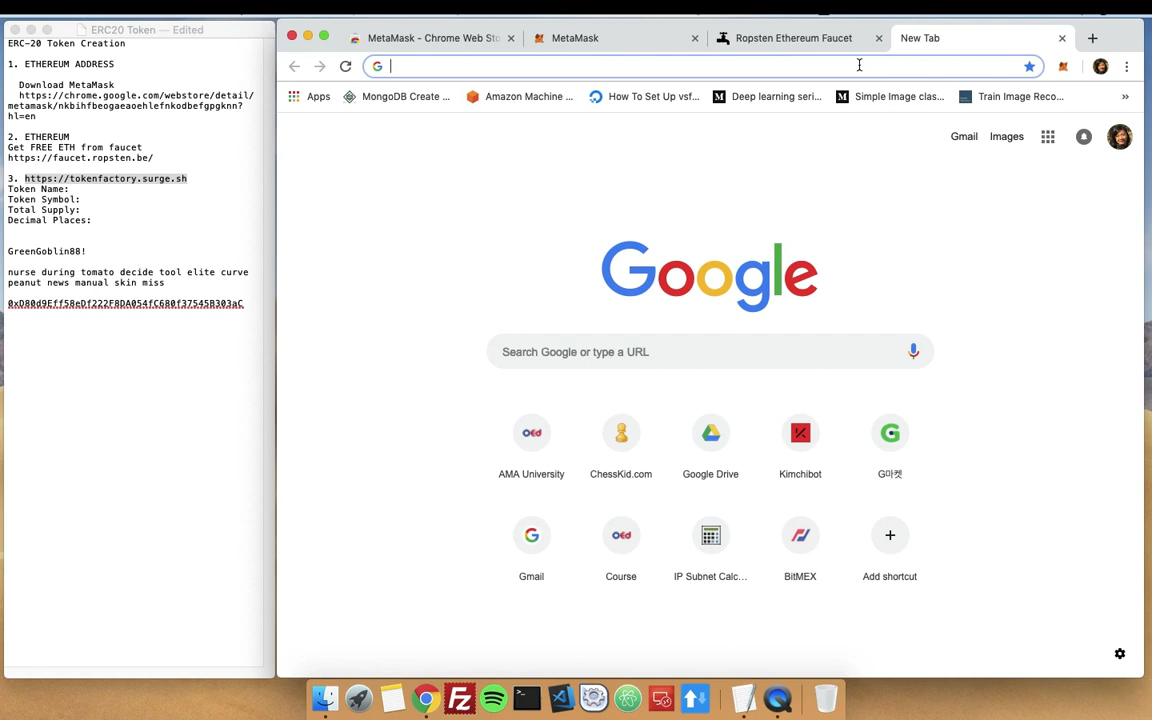 ERC20 Token — Edited
ERC-20 Token Creation
1. ETHEREUM ADDRESS
Download MetaMask
https://chrome.google.com/webstore/detail/
metamask/nkbihfbeogaeaoehlefnkodbefgpgknn?
hl=en
2. ETHEREUM
Get FREE ETH from faucet
https://faucet.ropsten.be/
3. https://tokenfactory.surge.sh
Token Name:
Token Symbol:
Total Supply:
Decimal Places:
GreenGoblin88!
nurse during tomato decide tool elite curve
peanut news manual skin miss
0xD80d9Eff58eDf222F8DA054fC680f37545B303aC
MetaMask - Chrome Web Sto
MetaMask
Ropsten Ethereum Faucet
New Tab
Apps
MongoDB Create ...
Amazon Machine ...
How To Set Up vsf...
Deep learning seri...
Simple Image clas...
Train Image Reco...
»
Gmail
Images
Google
Search Google or type a URL
AMA University
ChessKid.com
Google Drive
Kimchibot
G마켓
Gmail
Course
IP Subnet Calc...
BitMEX
Add shortcut